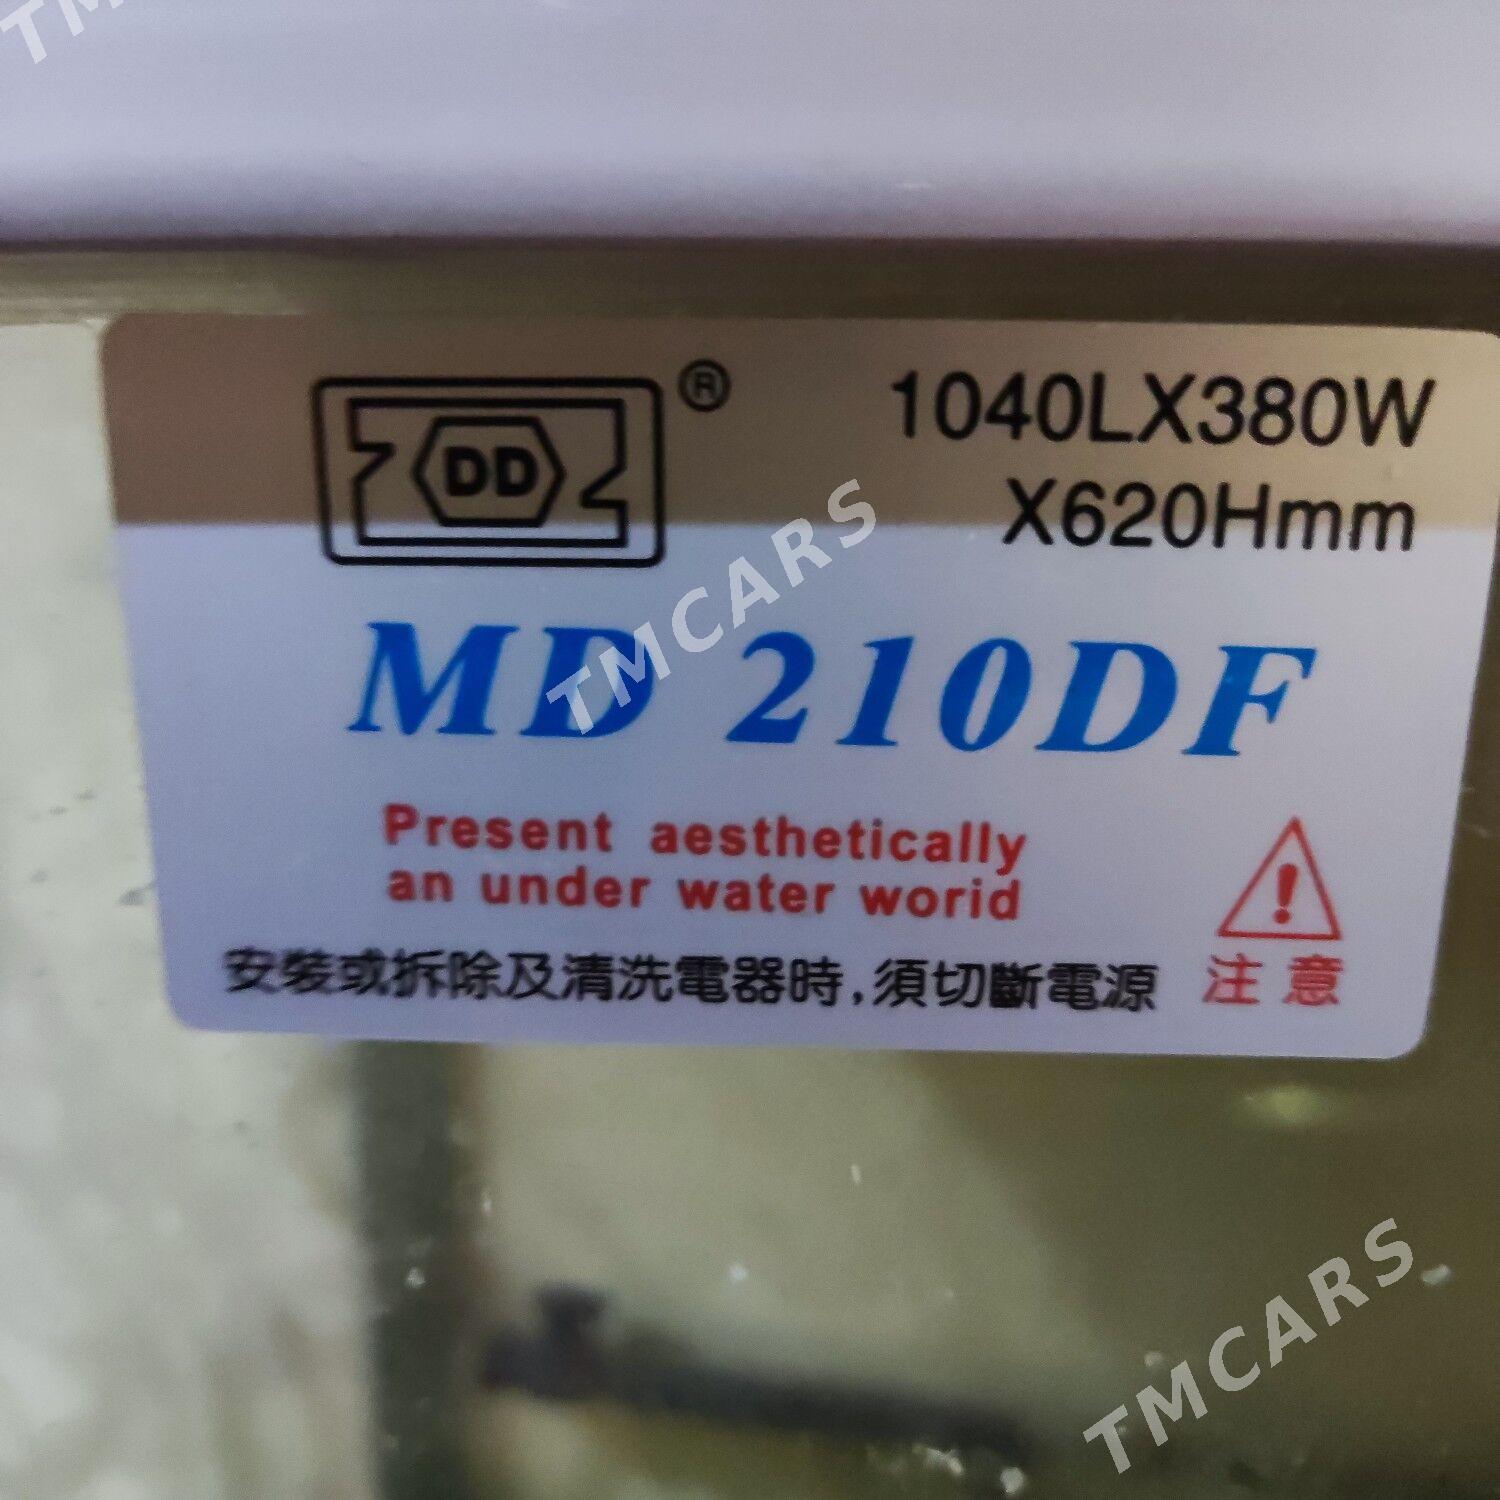 TMCARS
DD ®
1040LX380W
X620Hmm
MD 210DF
TMCARS
Present aesthetically
an under water worid
安裝或拆除及清洗電器時,須切斷電源
注意
TMCARS